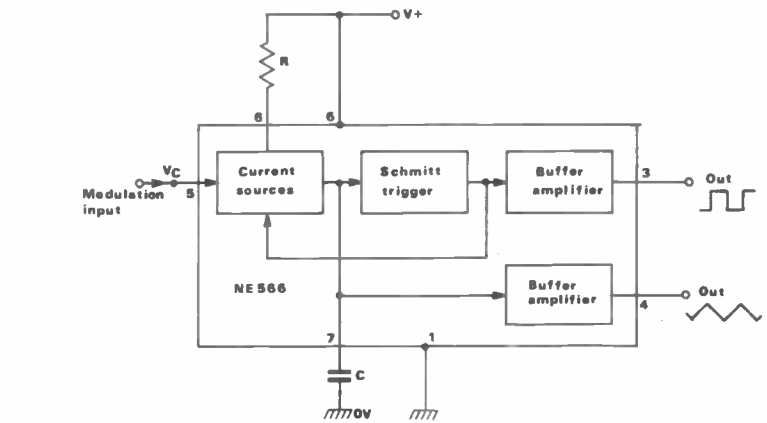 V+
R
6
6
Vc
Modulation
input
5
Current
sources
Schmitt
trigger
Buffer
amplifier
3
Out
NE566
Buffer
amplifier
4
Out
7
1
C
0V